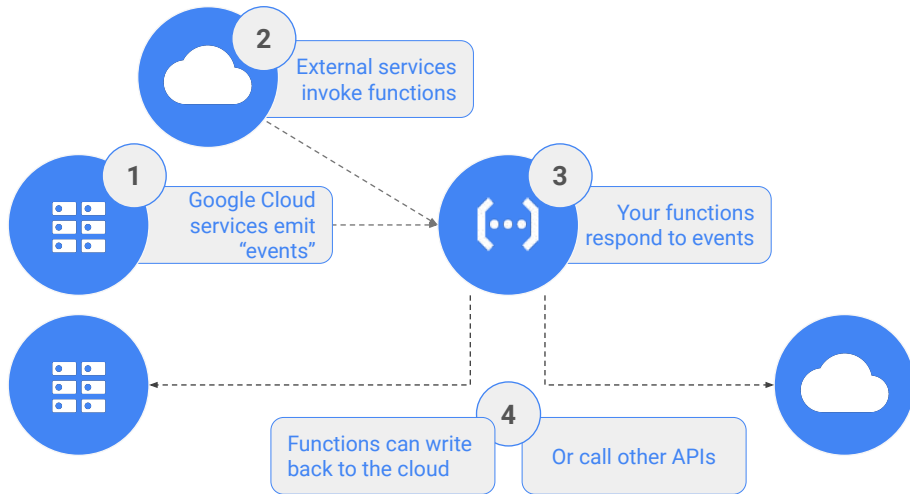 2
External services
invoke functions
1
Google Cloud
services emit
“events”
3
Your functions
respond to events
4
Functions can write
back to the cloud
Or call other APIs